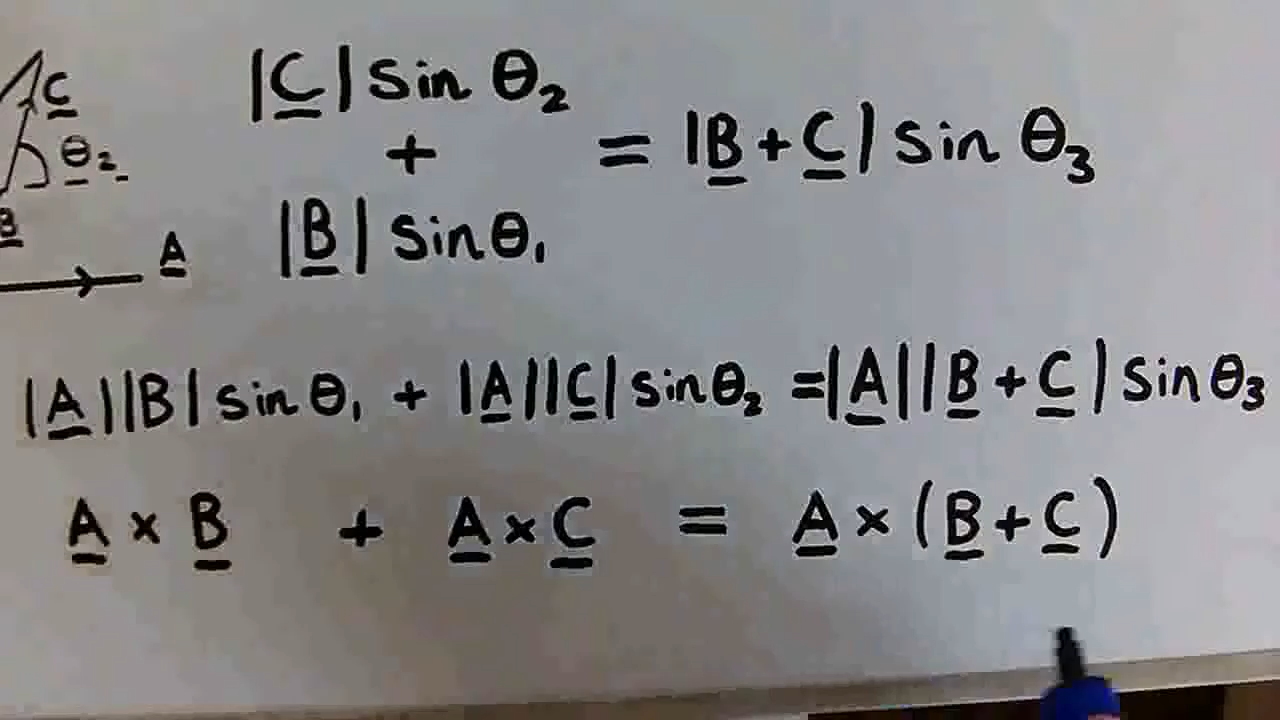 C |C| sin θ₂
θ₂ + = |B + C| sin θ₃
B |B| sin θ₁
A
|A||B| sin θ₁ + |A||C| sin θ₂ = |A||B + C| sin θ₃
A × B + A × C = A × (B + C)